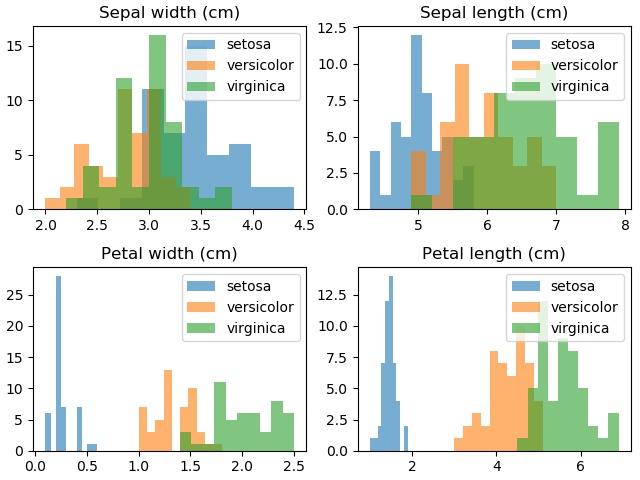 Sepal width (cm)
15
10
5
0
2.0 2.5 3.0 3.5 4.0 4.5
setosa
versicolor
virginica
Sepal length (cm)
12.5
10.0
7.5
5.0
2.5
0.0
5 6 7 8
setosa
versicolor
virginica
Petal width (cm)
25
20
15
10
5
0
0.0 0.5 1.0 1.5 2.0 2.5
setosa
versicolor
virginica
Petal length (cm)
12.5
10.0
7.5
5.0
2.5
0.0
2 4 6
setosa
versicolor
virginica